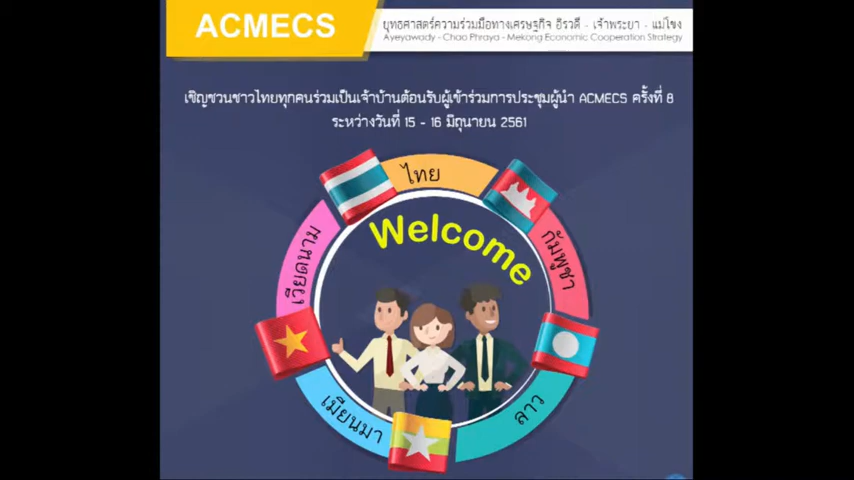 ACMECS
ยุทธศาสตร์ความร่วมมือทางเศรษฐกิจ อิรวดี - เจ้าพระยา - แม่โขง
Ayeyawady - Chao Phraya - Mekong Economic Cooperation Strategy
เชิญชวนชาวไทยทุกคนร่วมเป็นเจ้าบ้านต้อนรับผู้เข้าร่วมการประชุมผู้นำ ACMECS ครั้งที่ 8
ระหว่างวันที่ 15 - 16 มิถุนายน 2561
ไทย
Welcome
กัมพูชา
เวียดนาม
ลาว
เมียนมา